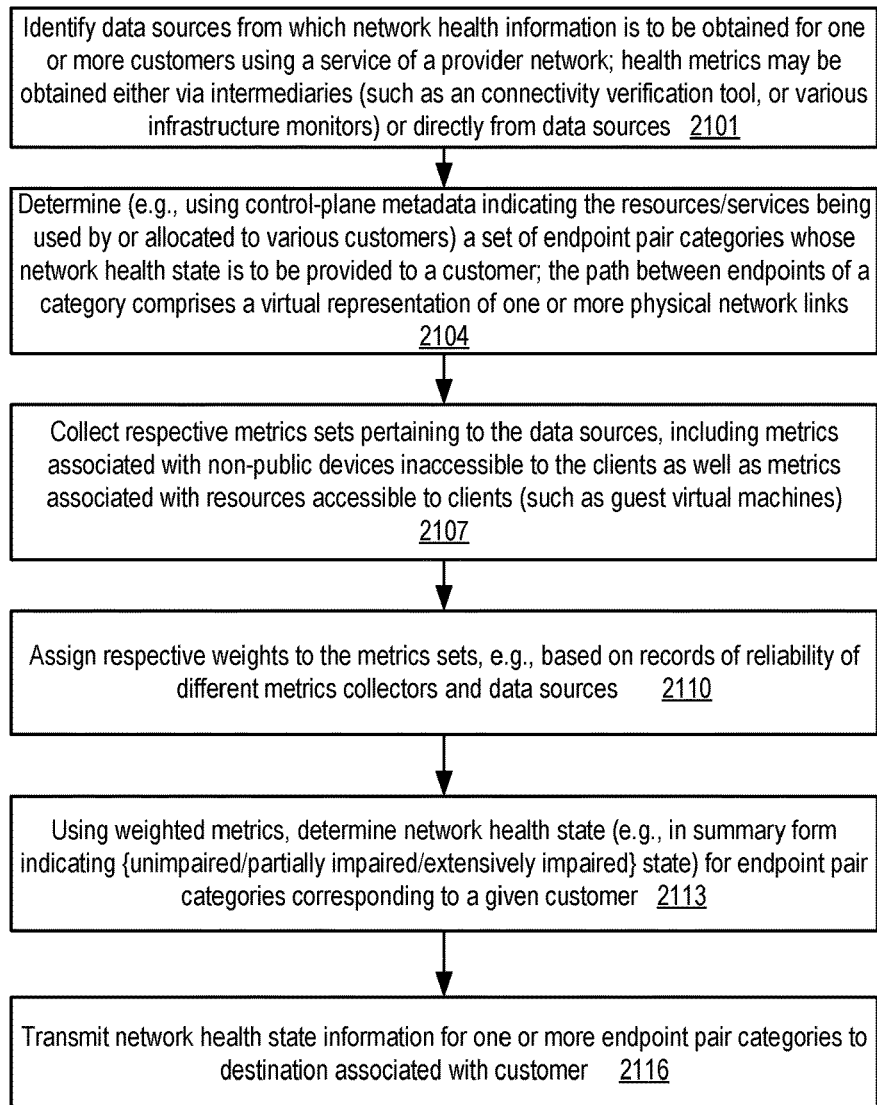 Identify data sources from which network health information is to be obtained for one
or more customers using a service of a provider network; health metrics may be
obtained either via intermediaries (such as an connectivity verification tool, or various
infrastructure monitors) or directly from data sources 2101
Determine (e.g., using control-plane metadata indicating the resources/services being
used by or allocated to various customers) a set of endpoint pair categories whose
network health state is to be provided to a customer; the path between endpoints of a
category comprises a virtual representation of one or more physical network links
2104
Collect respective metrics sets pertaining to the data sources, including metrics
associated with non-public devices inaccessible to the clients as well as metrics
associated with resources accessible to clients (such as guest virtual machines)
2107
Assign respective weights to the metrics sets, e.g., based on records of reliability of
different metrics collectors and data sources 2110
Using weighted metrics, determine network health state (e.g., in summary form
indicating {unimpaired/partially impaired/extensively impaired} state) for endpoint pair
categories corresponding to a given customer 2113
Transmit network health state information for one or more endpoint pair categories to
destination associated with customer 2116